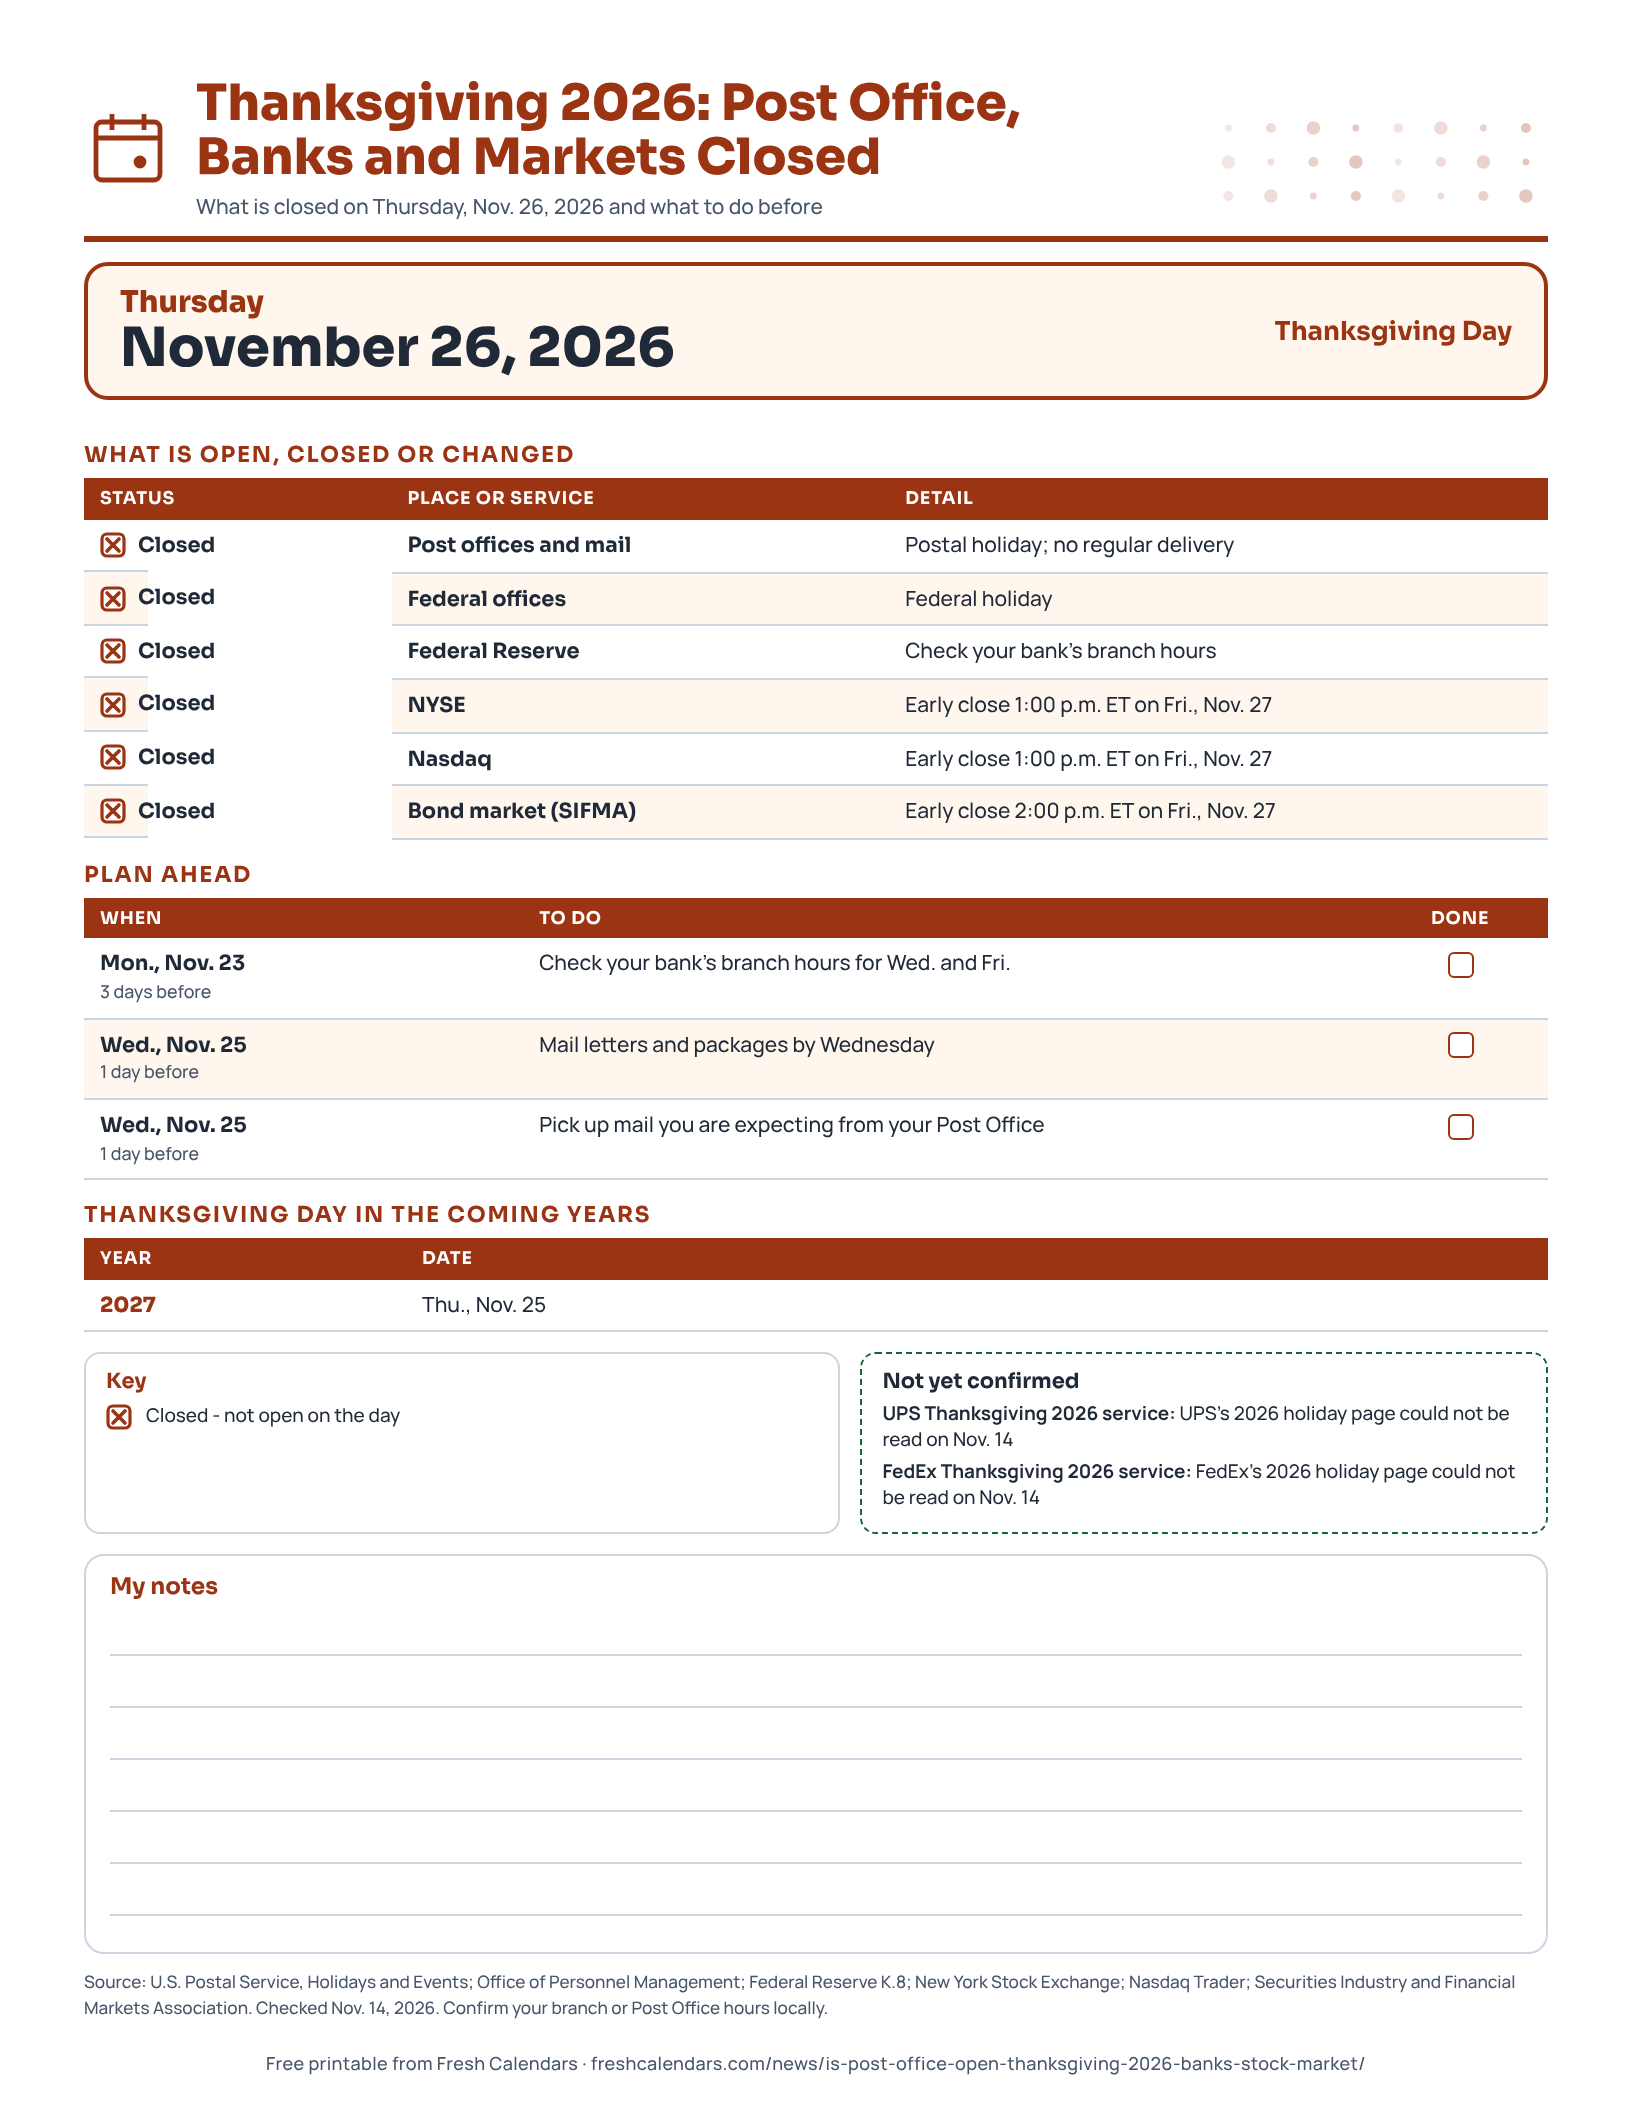 Thanksgiving 2026: Post Office,
Banks and Markets Closed
What is closed on Thursday, Nov. 26, 2026 and what to do before
Thursday
November 26, 2026
Thanksgiving Day
WHAT IS OPEN, CLOSED OR CHANGED
STATUS PLACE OR SERVICE DETAIL
Closed Post offices and mail Postal holiday; no regular delivery
Closed Federal offices Federal holiday
Closed Federal Reserve Check your bank's branch hours
Closed NYSE Early close 1:00 p.m. ET on Fri., Nov. 27
Closed Nasdaq Early close 1:00 p.m. ET on Fri., Nov. 27
Closed Bond market (SIFMA) Early close 2:00 p.m. ET on Fri., Nov. 27
PLAN AHEAD
WHEN TO DO DONE
Mon., Nov. 23 Check your bank's branch hours for Wed. and Fri.
3 days before
Wed., Nov. 25 Mail letters and packages by Wednesday
1 day before
Wed., Nov. 25 Pick up mail you are expecting from your Post Office
1 day before
THANKSGIVING DAY IN THE COMING YEARS
YEAR DATE
2027 Thu., Nov. 25
Key
Closed - not open on the day
Not yet confirmed
UPS Thanksgiving 2026 service: UPS's 2026 holiday page could not be
read on Nov. 14
FedEx Thanksgiving 2026 service: FedEx's 2026 holiday page could not
be read on Nov. 14
My notes
Source: U.S. Postal Service, Holidays and Events; Office of Personnel Management; Federal Reserve K.8; New York Stock Exchange; Nasdaq Trader; Securities Industry and Financial
Markets Association. Checked Nov. 14, 2026. Confirm your branch or Post Office hours locally.
Free printable from Fresh Calendars · freshcalendars.com/news/is-post-office-open-thanksgiving-2026-banks-stock-market/